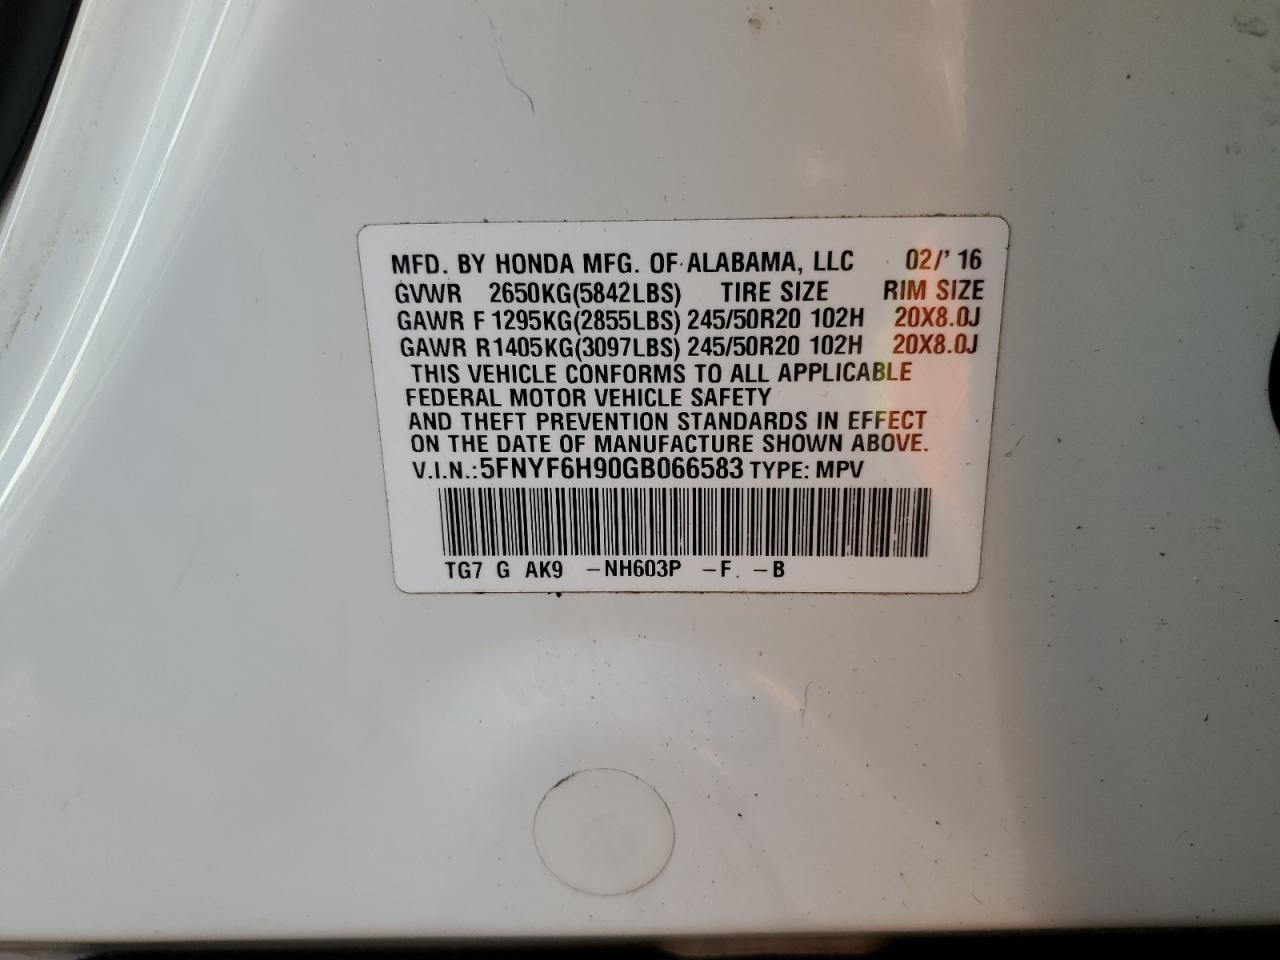 MFD. BY HONDA MFG. OF ALABAMA, LLC 02/'16
GVWR 2650KG(5842LBS) TIRE SIZE RIM SIZE
GAWR F 1295KG(2855LBS) 245/50R20 102H 20X8.0J
GAWR R1405KG(3097LBS) 245/50R20 102H 20X8.0J
THIS VEHICLE CONFORMS TO ALL APPLICABLE
FEDERAL MOTOR VEHICLE SAFETY
AND THEFT PREVENTION STANDARDS IN EFFECT
ON THE DATE OF MANUFACTURE SHOWN ABOVE.
V.I.N.:5FNYF6H90GB066583 TYPE: MPV
TG7 G AK9 -NH603P -F -B